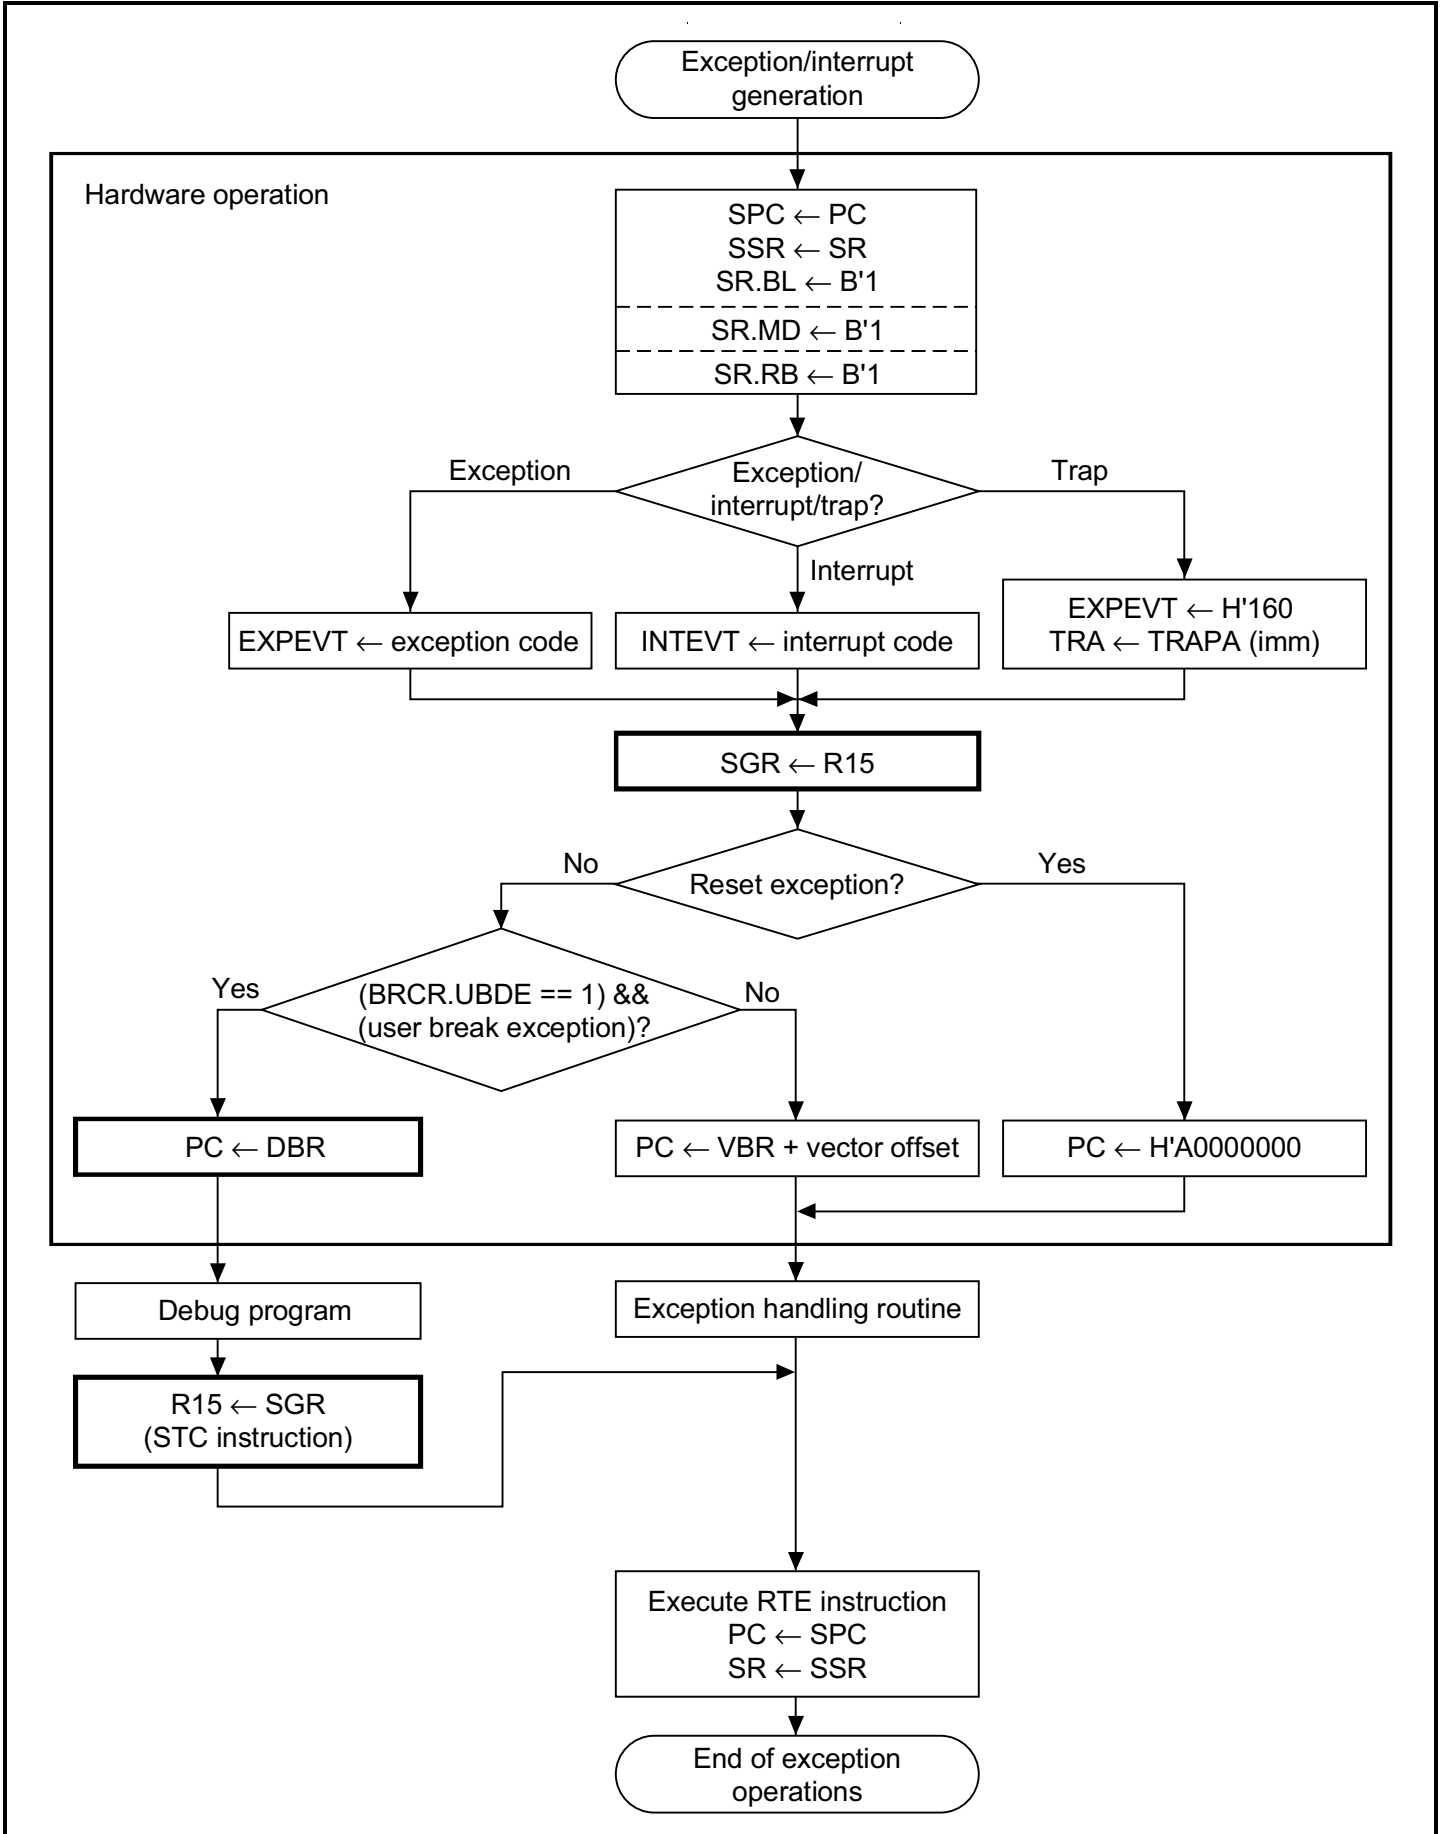 Exception/interrupt
generation
Hardware operation
SPC ← PC
SSR ← SR
SR.BL ← B'1
SR.MD ← B'1
SR.RB ← B'1
Exception
Exception/
interrupt/trap?
Trap
Interrupt
EXPEVT ← exception code
INTEVT ← interrupt code
EXPEVT ← H'160
TRA ← TRAPA (imm)
SGR ← R15
No
Reset exception?
Yes
Yes
(BRCR.UBDE == 1) &&
(user break exception)?
No
PC ← DBR
PC ← VBR + vector offset
PC ← H'A0000000
Debug program
Exception handling routine
R15 ← SGR
(STC instruction)
Execute RTE instruction
PC ← SPC
SR ← SSR
End of exception
operations